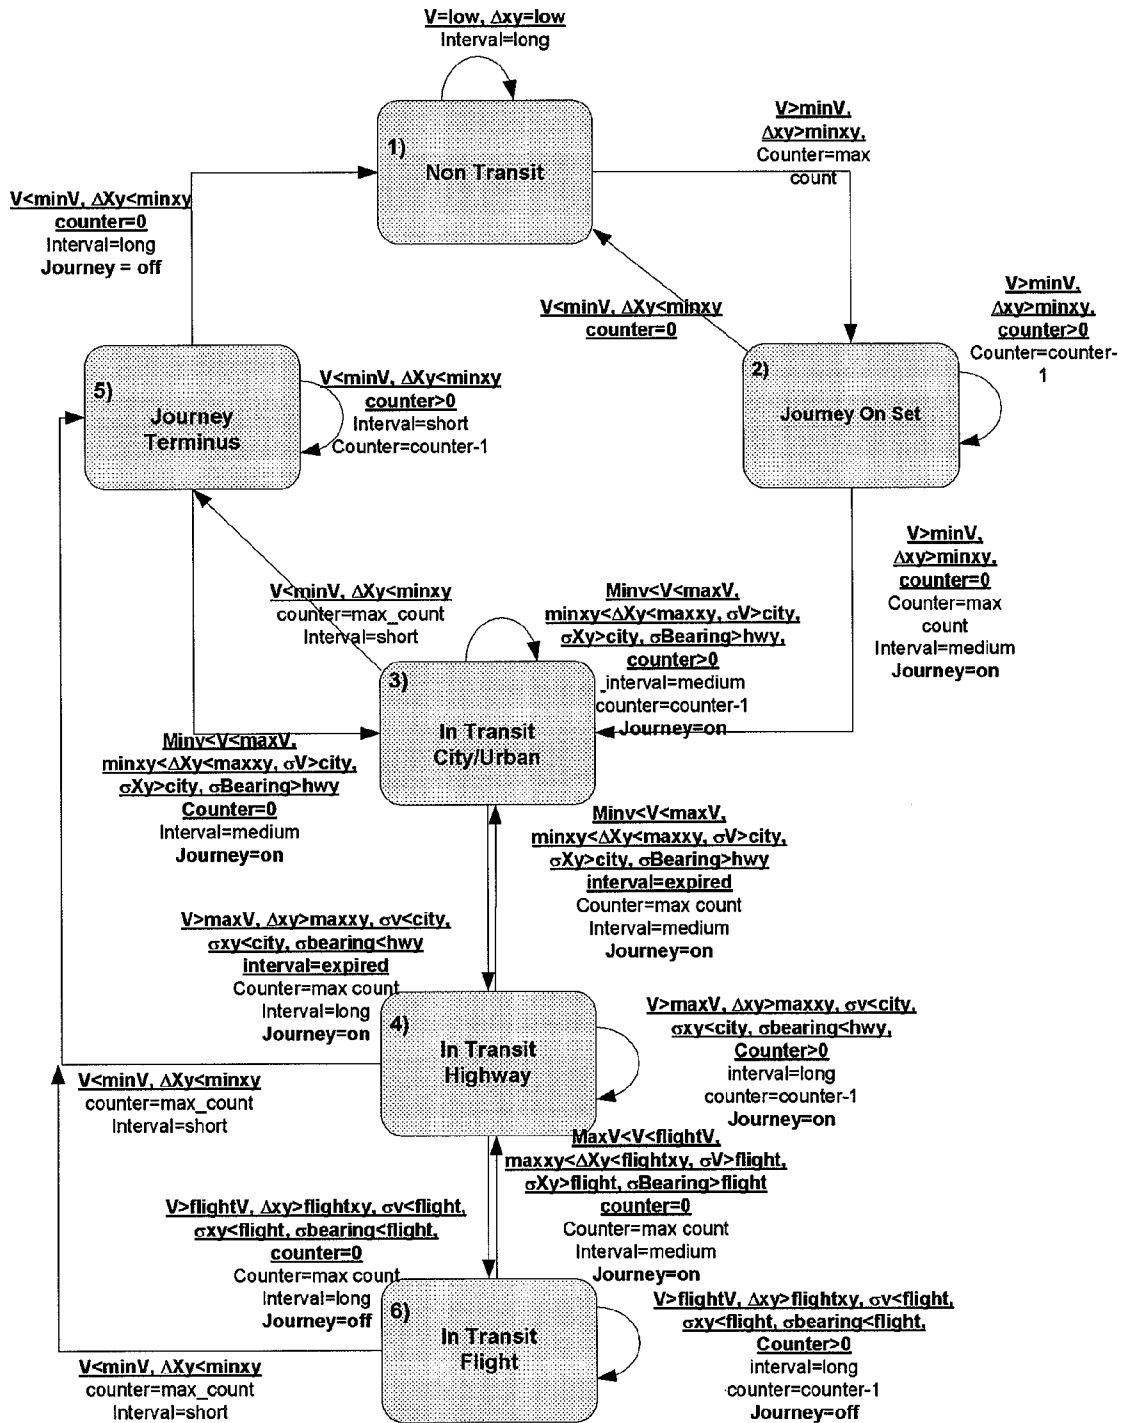 V=low, Δxy=low
Interval=long
1)
Non Transit
V>minV,
Δxy>minxy,
Counter=max
count
V<minV, ΔXy<minxy
counter=0
Interval=long
Journey = off
V<minV, ΔXy<minxy
counter=0
V>minV,
Δxy>minxy,
counter>0
Counter=counter-
1
2)
Journey On Set
5)
Journey
Terminus
V<minV, ΔXy<minxy
counter>0
Interval=short
Counter=counter-1
V>minV,
Δxy>minxy,
counter=0
Counter=max
count
Interval=medium
Journey=on
V<minV, ΔXy<minxy
counter=max_count
Interval=short
Minv<V<maxV,
minxy<ΔXy<maxxy, σV>city,
σXy>city, σBearing>hwy,
counter>0
interval=medium
counter=counter-1
Journey=on
3)
In Transit
City/Urban
Minv<V<maxV,
minxy<ΔXy<maxxy, σV>city,
σXy>city, σBearing>hwy
Counter=0
Interval=medium
Journey=on
Minv<V<maxV,
minxy<ΔXy<maxxy, σV>city,
σXy>city, σBearing>hwy
interval=expired
Counter=max count
Interval=medium
Journey=on
V>maxV, Δxy>maxxy, σv<city,
σxy<city, σbearing<hwy
interval=expired
Counter=max count
Interval=long
Journey=on
4)
In Transit
Highway
V>maxV, Δxy>maxxy, σv<city,
σxy<city, σbearing<hwy,
Counter>0
interval=long
counter=counter-1
Journey=on
V<minV, ΔXy<minxy
counter=max_count
Interval=short
MaxV<V<flightV,
maxxy<ΔXy<flightxy, σV>flight,
σXy>flight, σBearing>flight
counter=0
Counter=max count
Interval=medium
Journey=on
V>flightV, Δxy>flightxy, σv<flight,
σxy<flight, σbearing<flight,
counter=0
Counter=max count
Interval=long
Journey=off
6)
In Transit
Flight
V>flightV, Δxy>flightxy, σv<flight,
σxy<flight, σbearing<flight,
Counter>0
interval=long
counter=counter-1
Journey=off
V<minV, ΔXy<minxy
counter=max_count
Interval=short